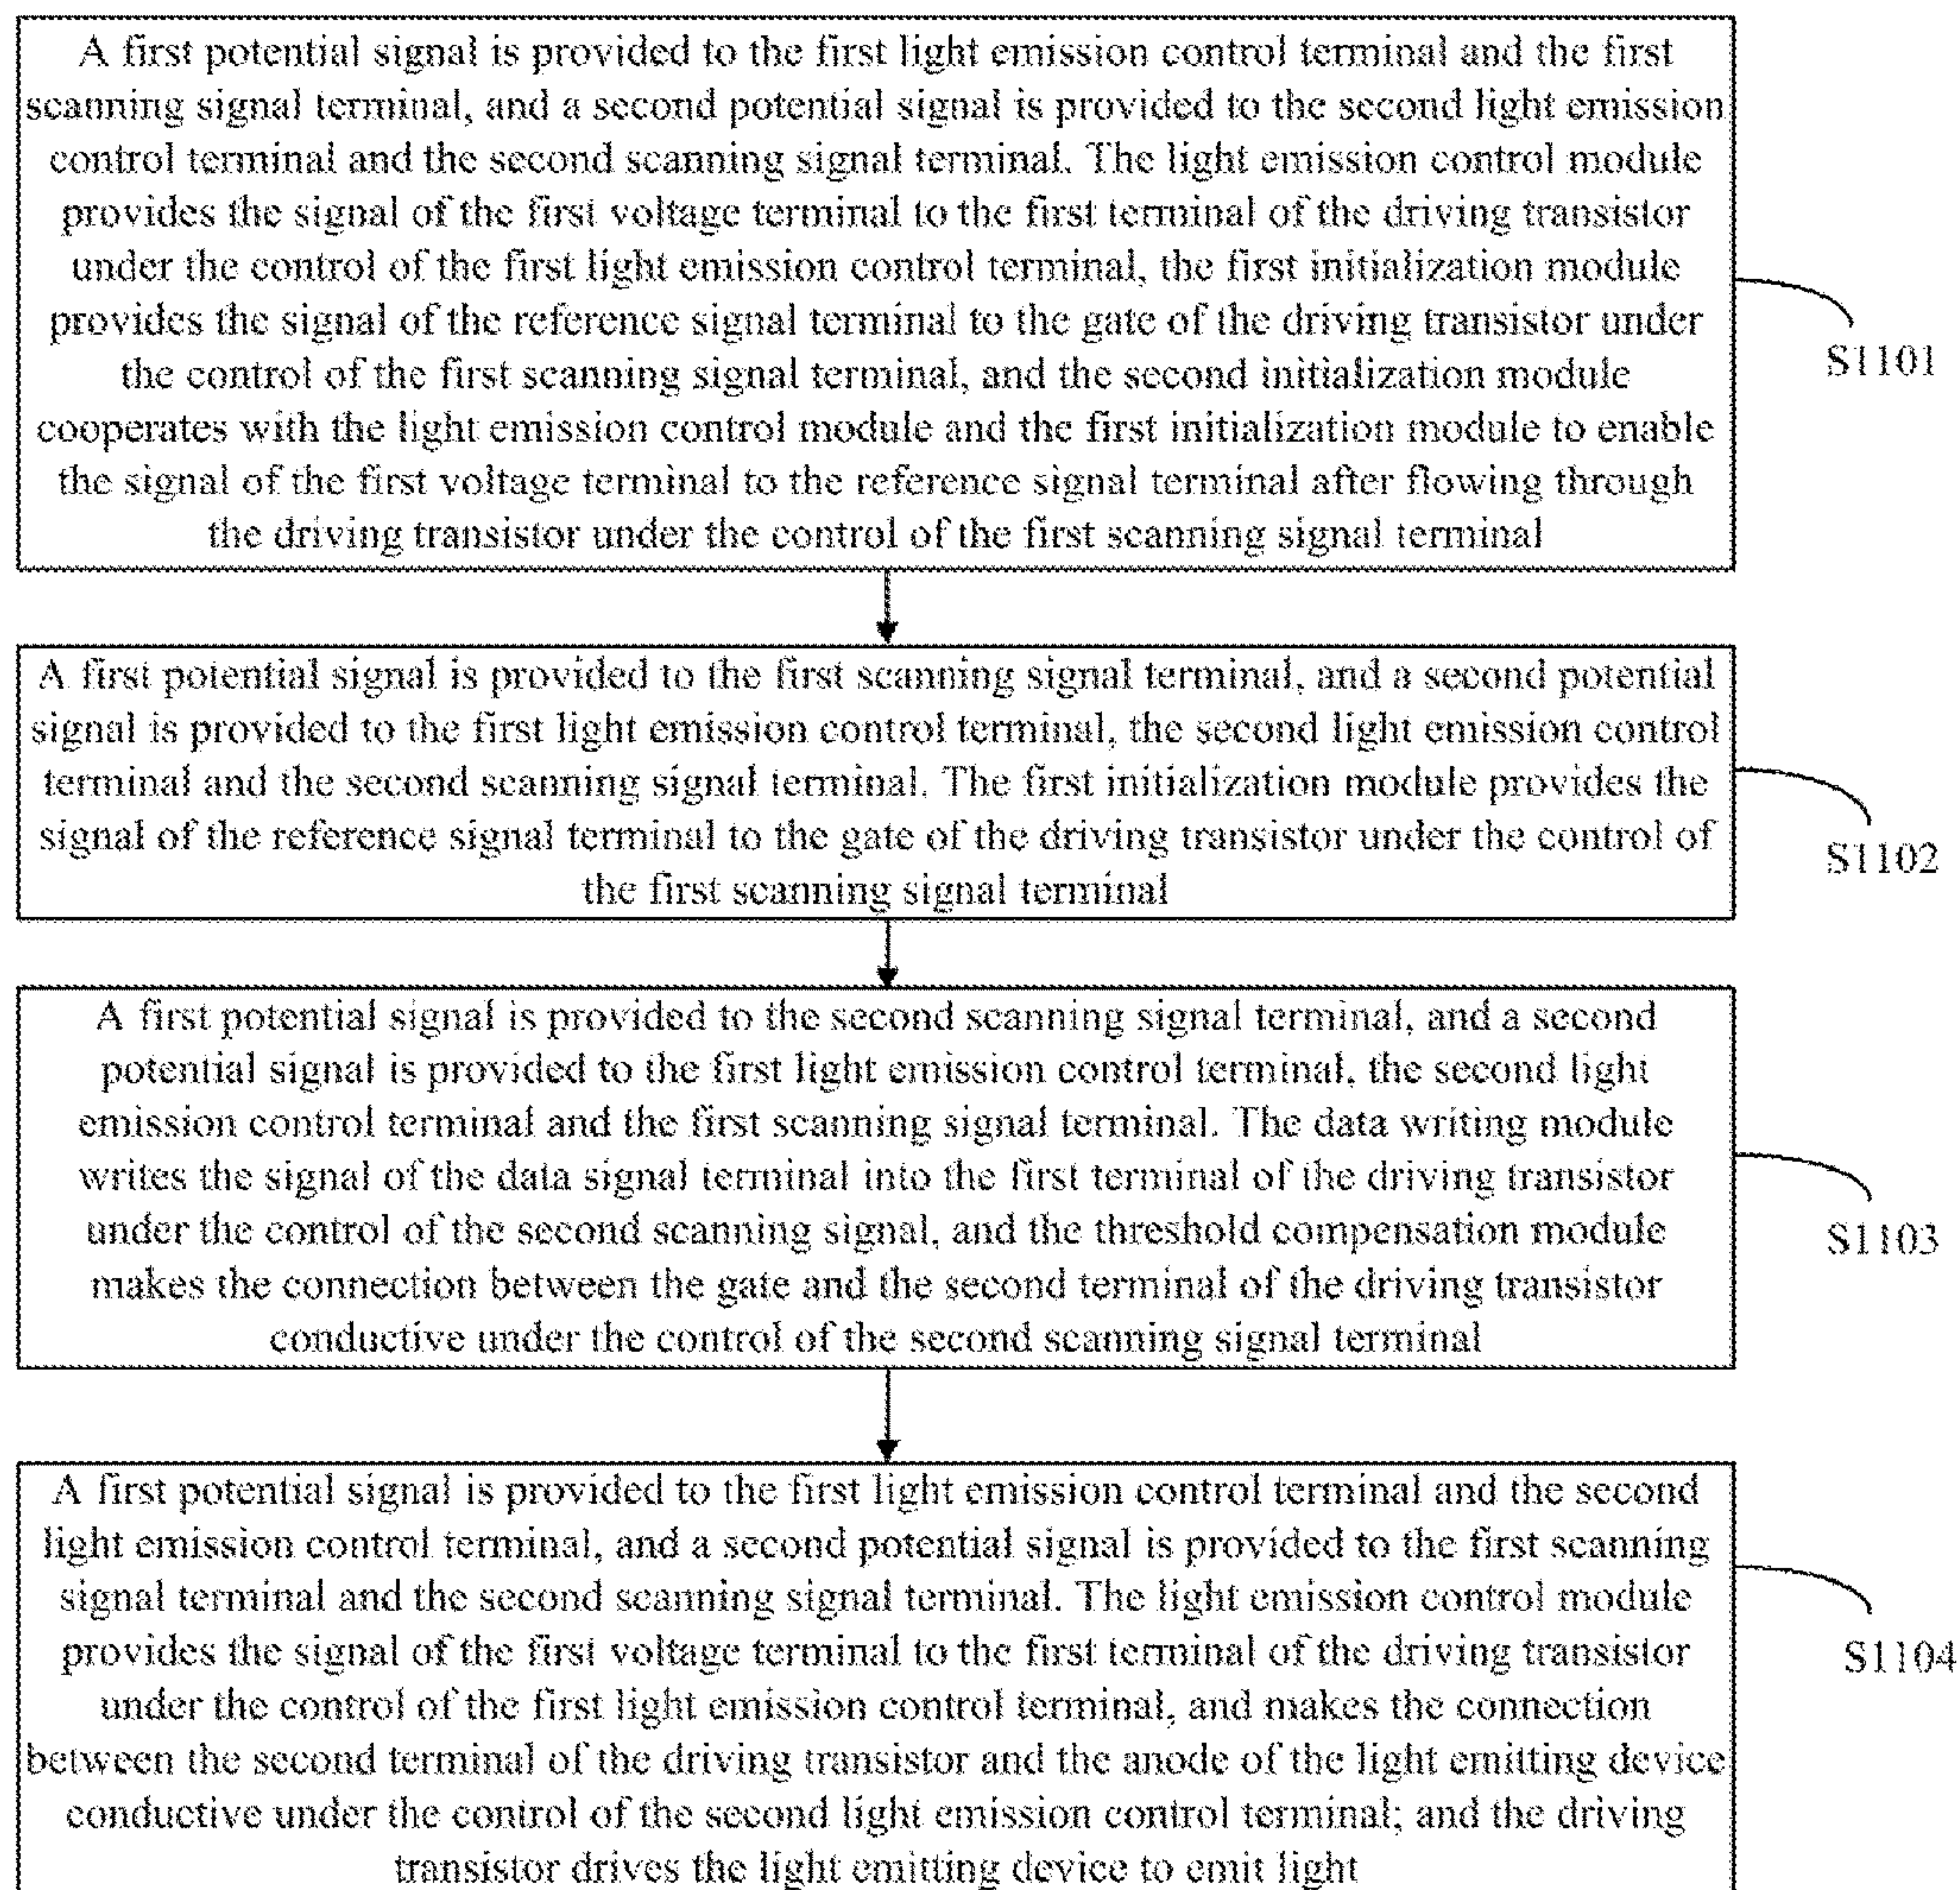 A first potential signal is provided to the first light emission control terminal and the first
scanning signal terminal, and a second potential signal is provided to the second light emission
control terminal and the second scanning signal terminal. The light emission control module
provides the signal of the first voltage terminal to the first terminal of the driving transistor
under the control of the first light emission control terminal, the first initialization module
provides the signal of the reference signal terminal to the gate of the driving transistor under
the control of the first scanning signal terminal, and the second initialization module
cooperates with the light emission control module and the first initialization module to enable
the signal of the first voltage terminal to the reference signal terminal after flowing through
the driving transistor under the control of the first scanning signal terminal
S1101
A first potential signal is provided to the first scanning signal terminal, and a second potential
signal is provided to the first light emission control terminal, the second light emission control
terminal and the second scanning signal terminal. The first initialization module provides the
signal of the reference signal terminal to the gate of the driving transistor under the control of
the first scanning signal terminal
S1102
A first potential signal is provided to the second scanning signal terminal, and a second
potential signal is provided to the first light emission control terminal, the second light
emission control terminal and the first scanning signal terminal. The data writing module
writes the signal of the data signal terminal into the first terminal of the driving transistor
under the control of the second scanning signal, and the threshold compensation module
makes the connection between the gate and the second terminal of the driving transistor
conductive under the control of the second scanning signal terminal
S1103
A first potential signal is provided to the first light emission control terminal and the second
light emission control terminal, and a second potential signal is provided to the first scanning
signal terminal and the second scanning signal terminal. The light emission control module
provides the signal of the first voltage terminal to the first terminal of the driving transistor
under the control of the first light emission control terminal, and makes the connection
between the second terminal of the driving transistor and the anode of the light emitting device
conductive under the control of the second light emission control terminal; and the driving
transistor drives the light emitting device to emit light
S1104